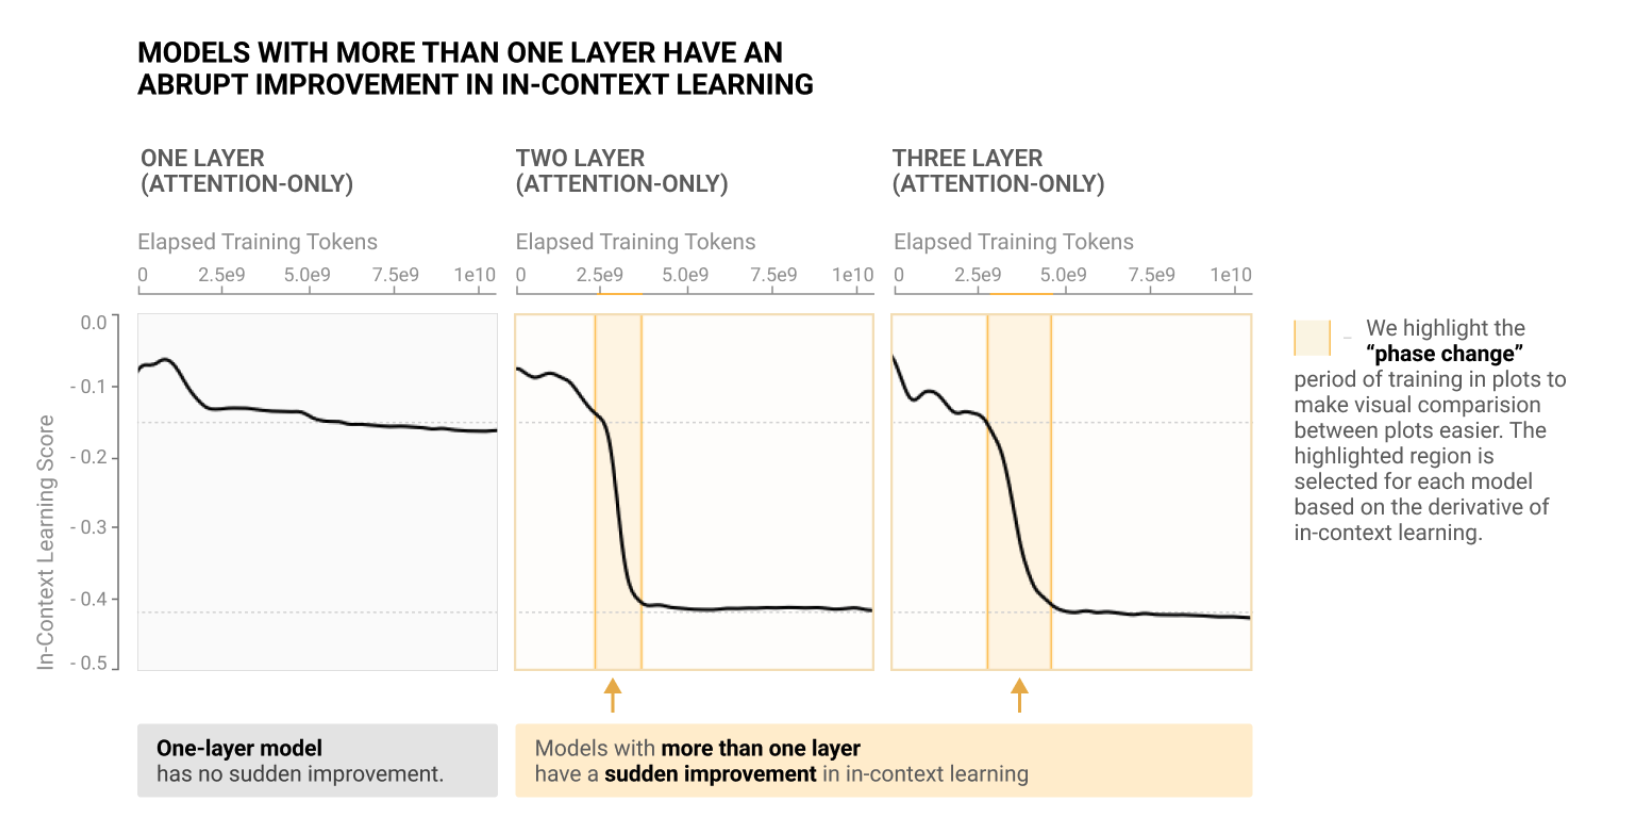 MODELS WITH MORE THAN ONE LAYER HAVE AN
ABRUPT IMPROVEMENT IN IN-CONTEXT LEARNING
ONE LAYER
(ATTENTION-ONLY)
Elapsed Training Tokens
0 2.5e9 5.0e9 7.5e9 1e10
TWO LAYER
(ATTENTION-ONLY)
Elapsed Training Tokens
0 2.5e9 5.0e9 7.5e9 1e10
THREE LAYER
(ATTENTION-ONLY)
Elapsed Training Tokens
0 2.5e9 5.0e9 7.5e9 1e10
In-Context Learning Score
0.0
- 0.1
- 0.2
- 0.3
- 0.4
- 0.5
We highlight the
“phase change”
period of training in plots to
make visual comparision
between plots easier. The
highlighted region is
selected for each model
based on the derivative of
in-context learning.
One-layer model
has no sudden improvement.
Models with more than one layer
have a sudden improvement in in-context learning